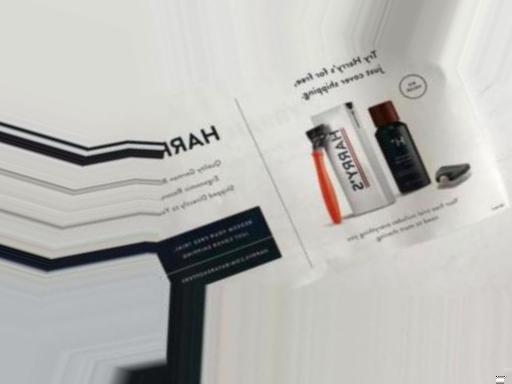 HARR
Quality German B
Ergonomic Razors
Shipped Directly to Yo
REDEEM YOUR FREE TRIAL
JUST COVER SHIPPING
Try Harry's for free,
just cover shipping.
HARRY'S
H.
Your free trial includes everything you
need to start shaving.